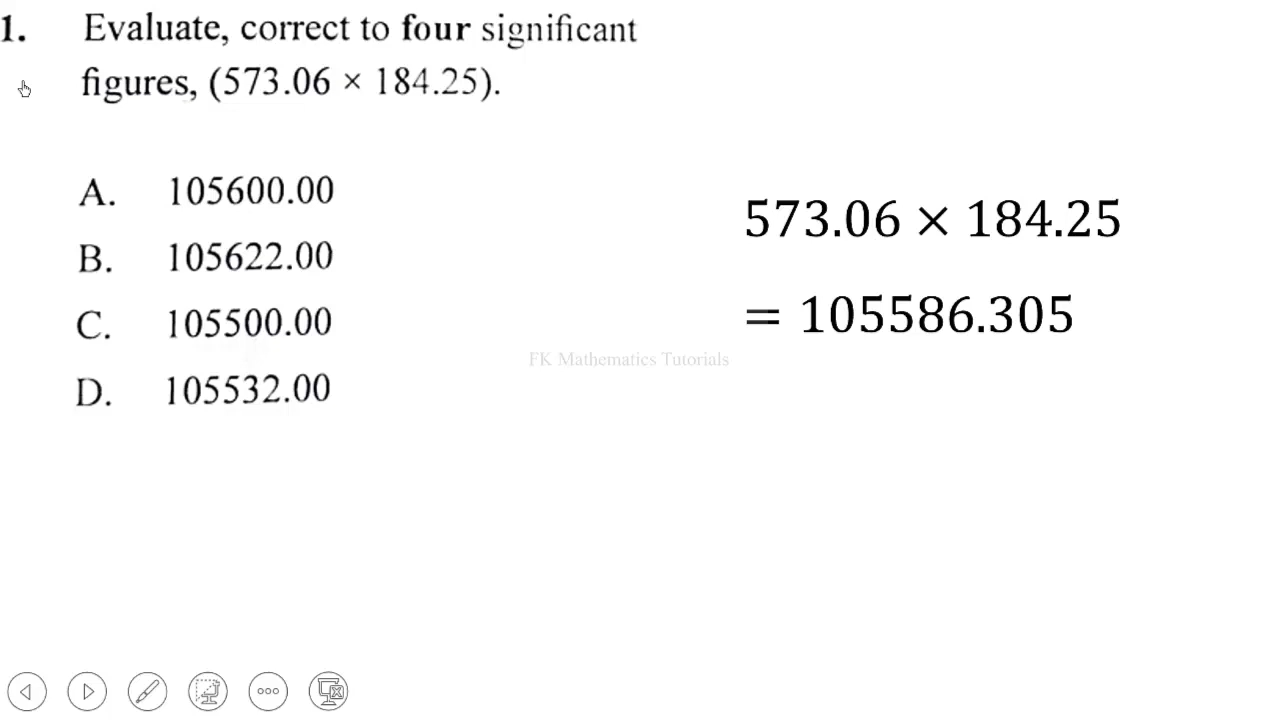 1. Evaluate, correct to four significant
figures, (573.06 × 184.25).
A. 105600.00
B. 105622.00
C. 105500.00
D. 105532.00
573.06 × 184.25
= 105586.305
FK Mathematics Tutorials